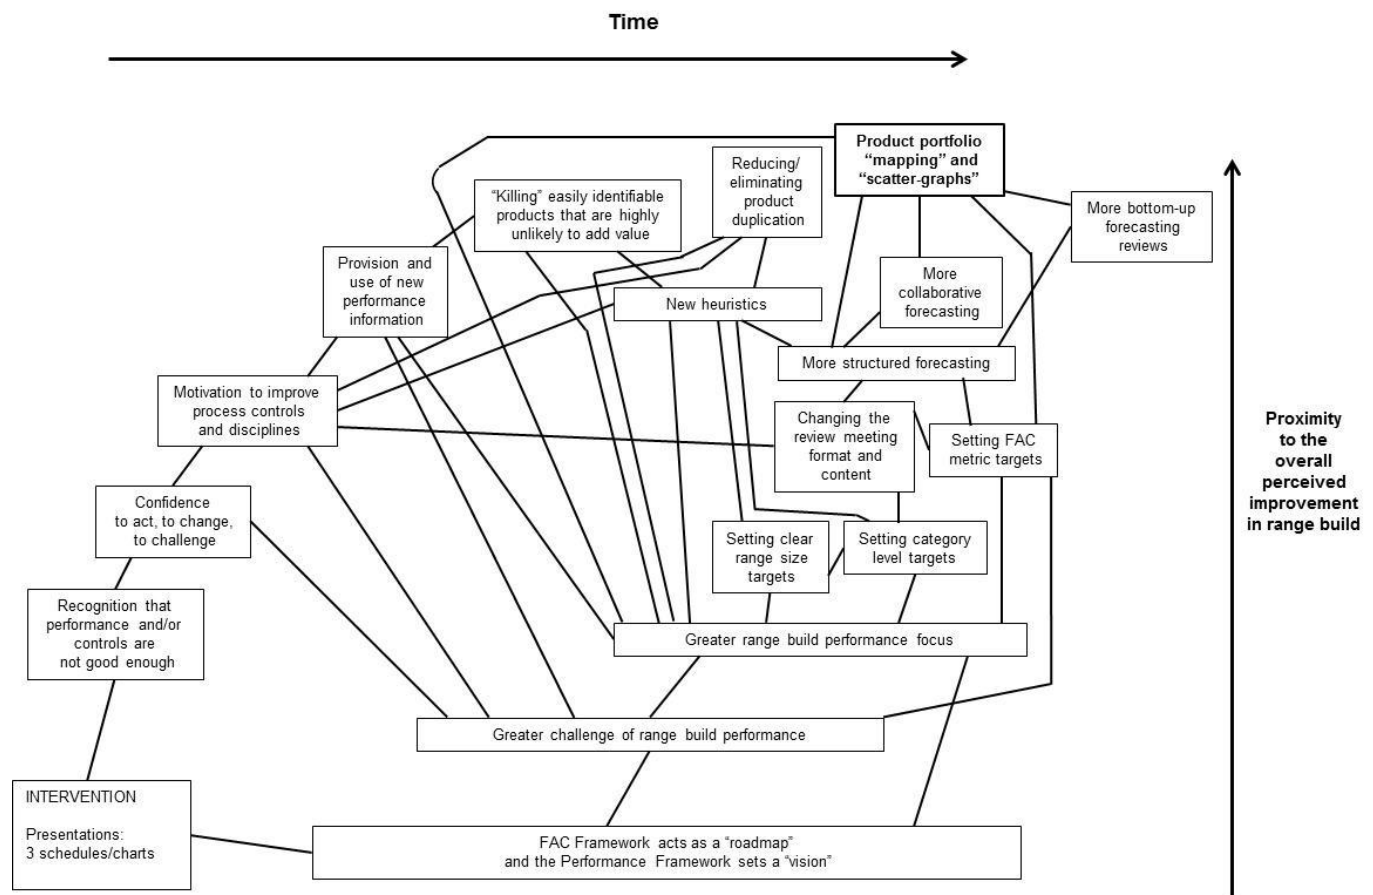 Time
Product portfolio
“mapping” and
“scatter-graphs”
Reducing/
eliminating
product
duplication
“Killing” easily identifiable
products that are highly
unlikely to add value
More bottom-up
forecasting
reviews
Provision and
use of new
performance
information
More
collaborative
forecasting
New heuristics
More structured forecasting
Motivation to improve
process controls
and disciplines
Changing the
review meeting
format and
content
Setting FAC
metric targets
Proximity
to the
overall
perceived
improvement
in range build
Confidence
to act, to change,
to challenge
Setting clear
range size
targets
Setting category
level targets
Recognition that
performance and/or
controls are
not good enough
Greater range build performance focus
Greater challenge of range build performance
INTERVENTION
Presentations:
3 schedules/charts
FAC Framework acts as a “roadmap”
and the Performance Framework sets a “vision”